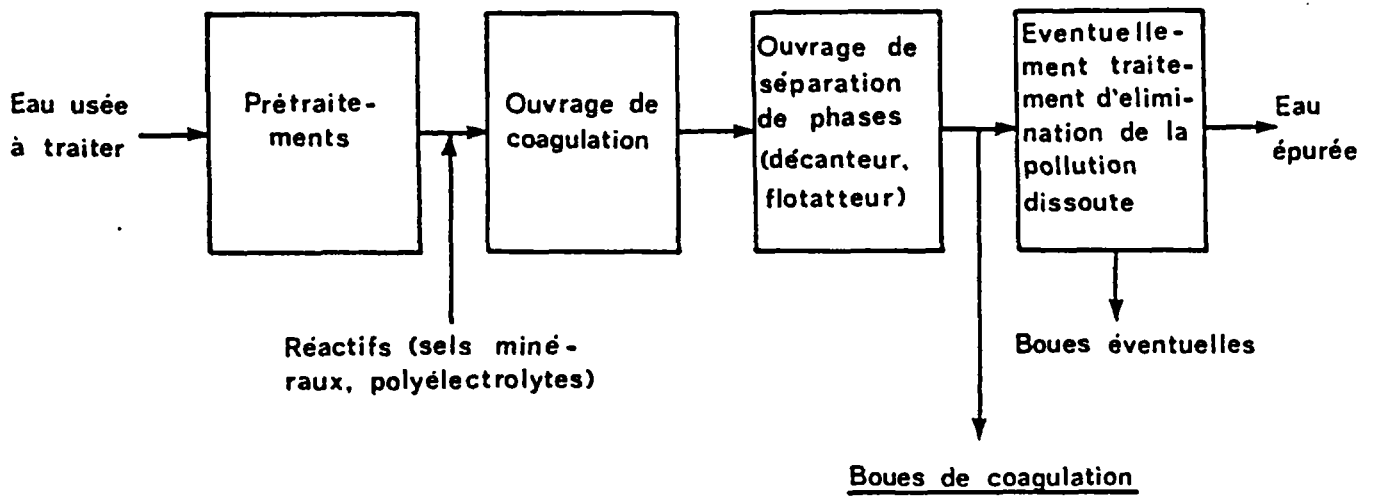 Eau usée
à traiter
Prétraite-
ments
Ouvrage de
coagulation
Ouvrage de
séparation
de phases
(décanteur,
flotatteur)
Eventuelle-
ment traite-
ment d'elimi-
nation de la
pollution
dissoute
Eau
épurée
Réactifs (sels miné-
raux, polyélectrolytes)
Boues éventuelles
Boues de coagulation